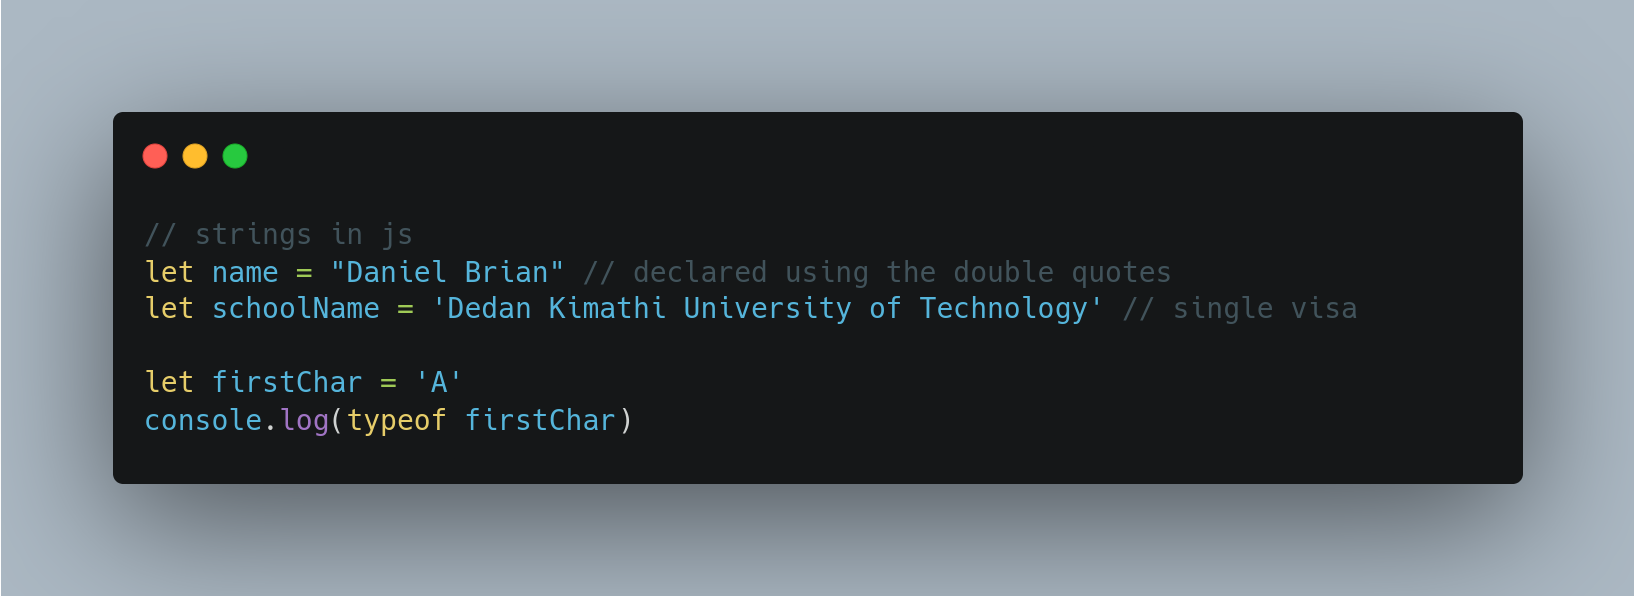 // strings in js
let name = "Daniel Brian" // declared using the double quotes
let schoolName = 'Dedan Kimathi University of Technology' // single visa
let firstChar = 'A'
console.log(typeof firstChar)